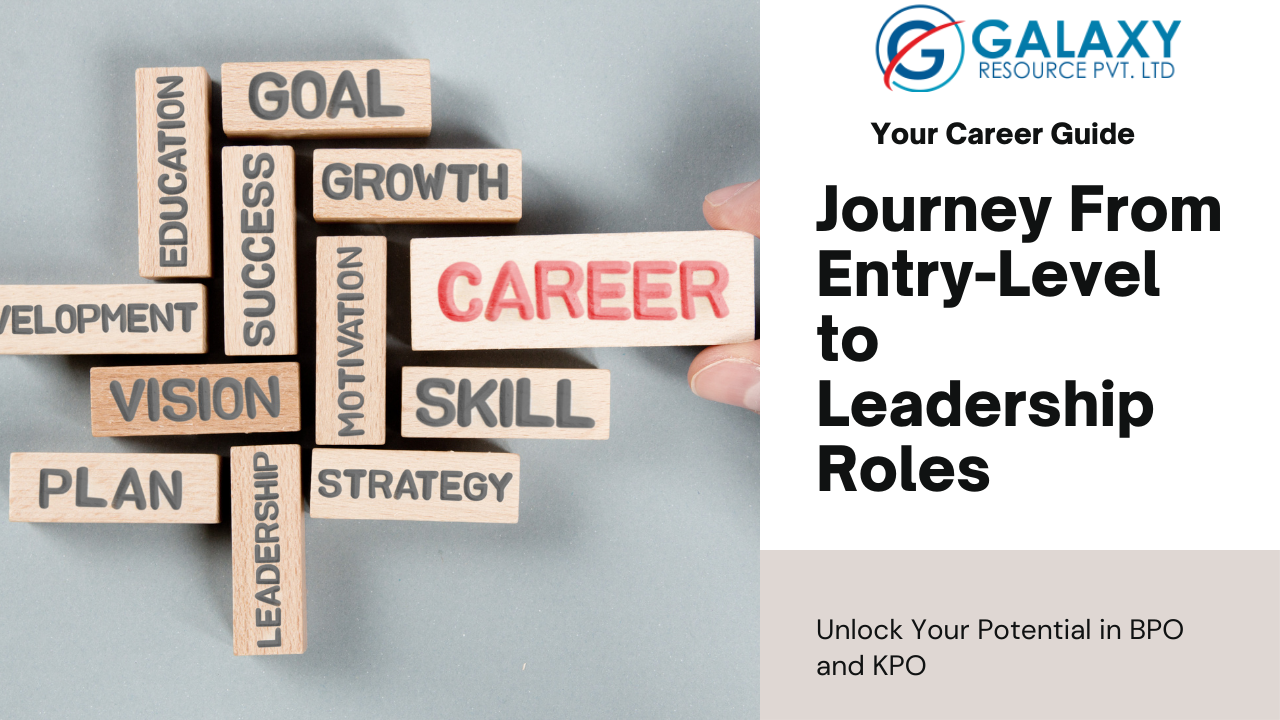 EDUCATION
GOAL
SUCCESS
GROWTH
CAREER
VELOPMENT
MOTIVATION
VISION
SKILL
PLAN
LEADERSHIP
STRATEGY
G GALAXY
RESOURCE PVT. LTD
Your Career Guide
Journey From
Entry-Level
to
Leadership
Roles
Unlock Your Potential in BPO
and KPO